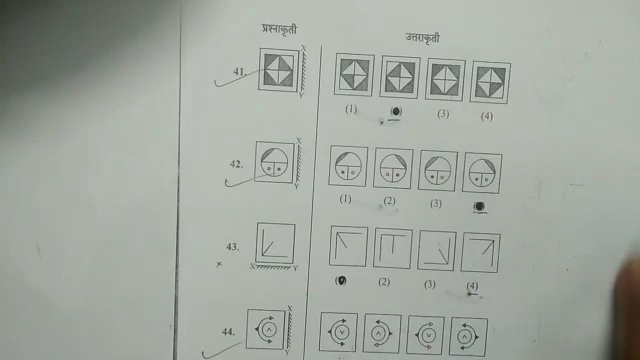 प्रश्नाकृती उत्तराकृती
41. X Y
(1) (3) (4)
42. X Y
(1) (2) (3)
43. X Y
(2) (3) (4)
44. X Y